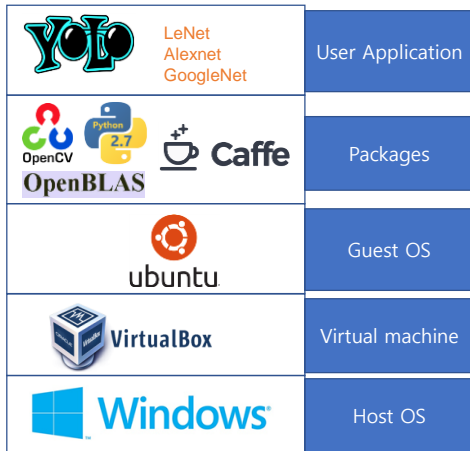 YOLO
LeNet
Alexnet
GoogleNet
User Application
OpenCV
Python
2.7
Caffe
OpenBLAS
Packages
ubuntu
Guest OS
VirtualBox
Virtual machine
Windows
Host OS